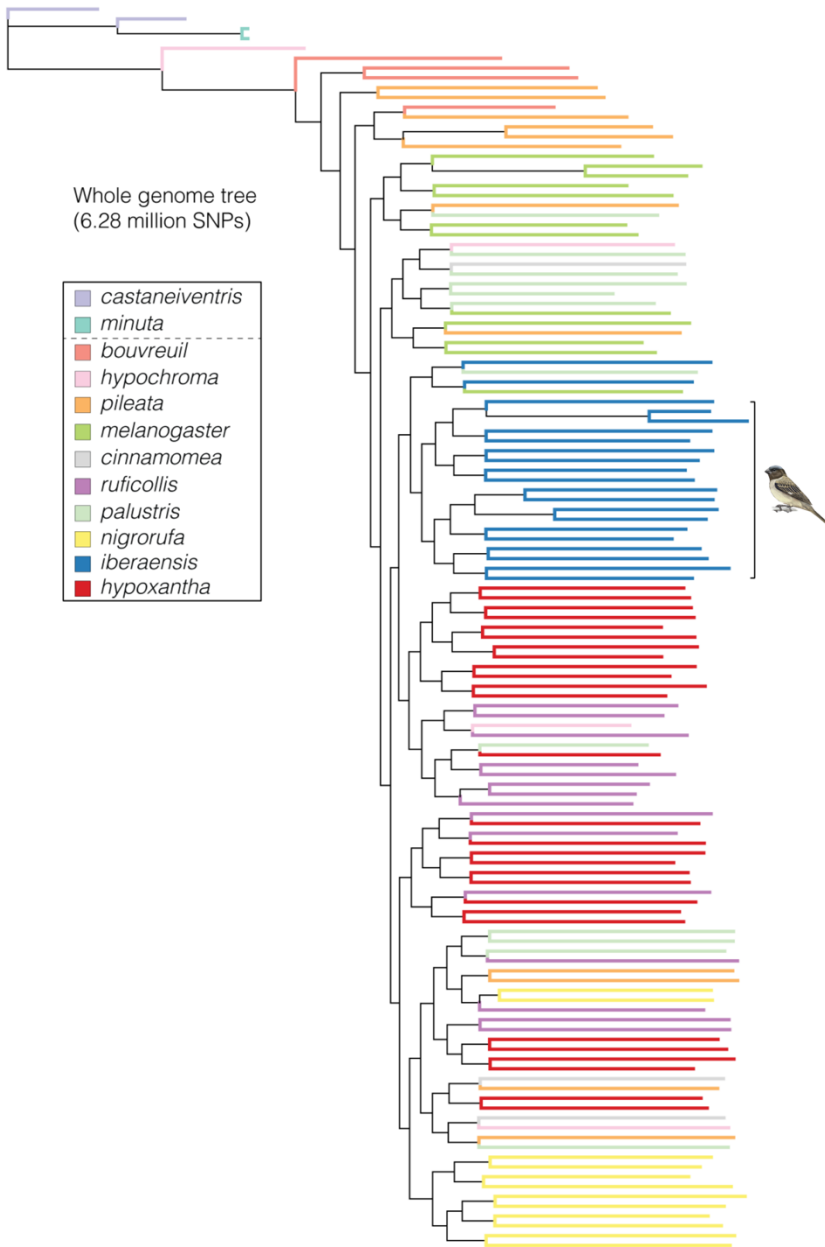 Whole genome tree
(6.28 million SNPs)
castaneiventris
minuta
bouvreuil
hypochroma
pileata
melanogaster
cinnamomea
ruficollis
palustris
nigrorufa
iberaensis
hypoxantha